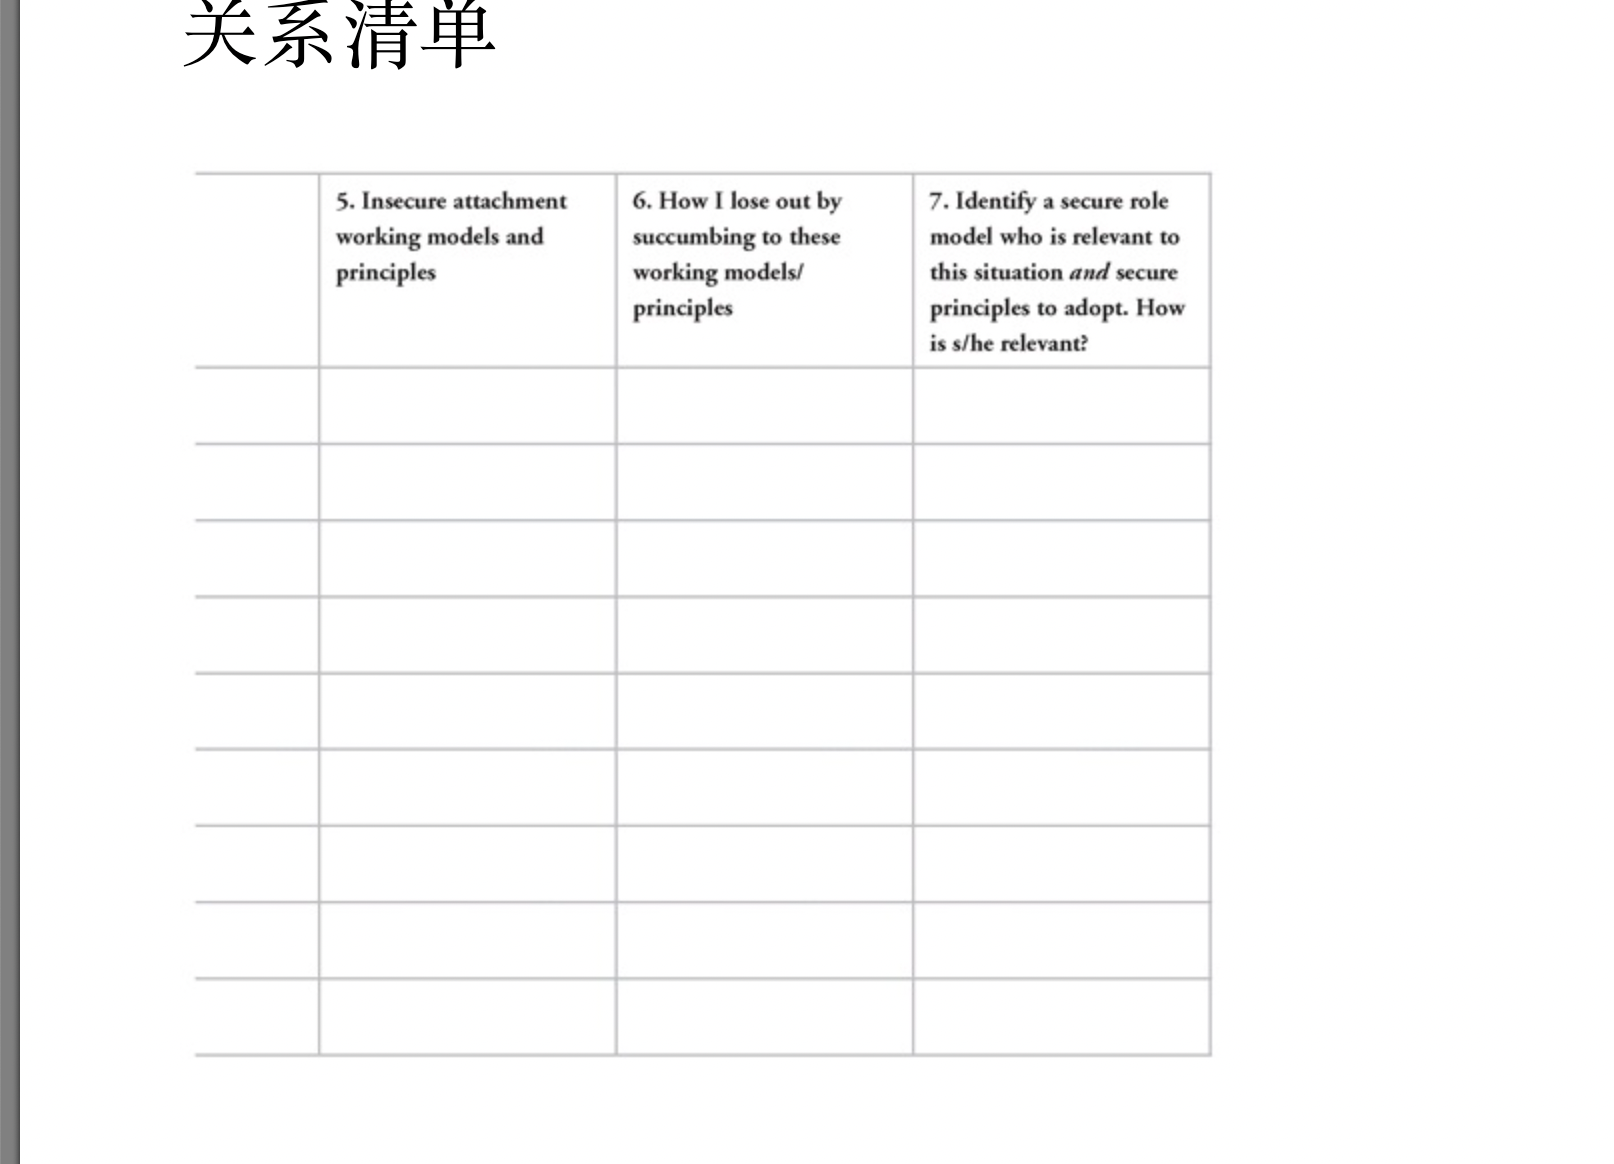 关系清单
5. Insecure attachment
working models and
principles
6. How I lose out by
succumbing to these
working models/
principles
7. Identify a secure role
model who is relevant to
this situation and secure
principles to adopt. How
is s/he relevant?